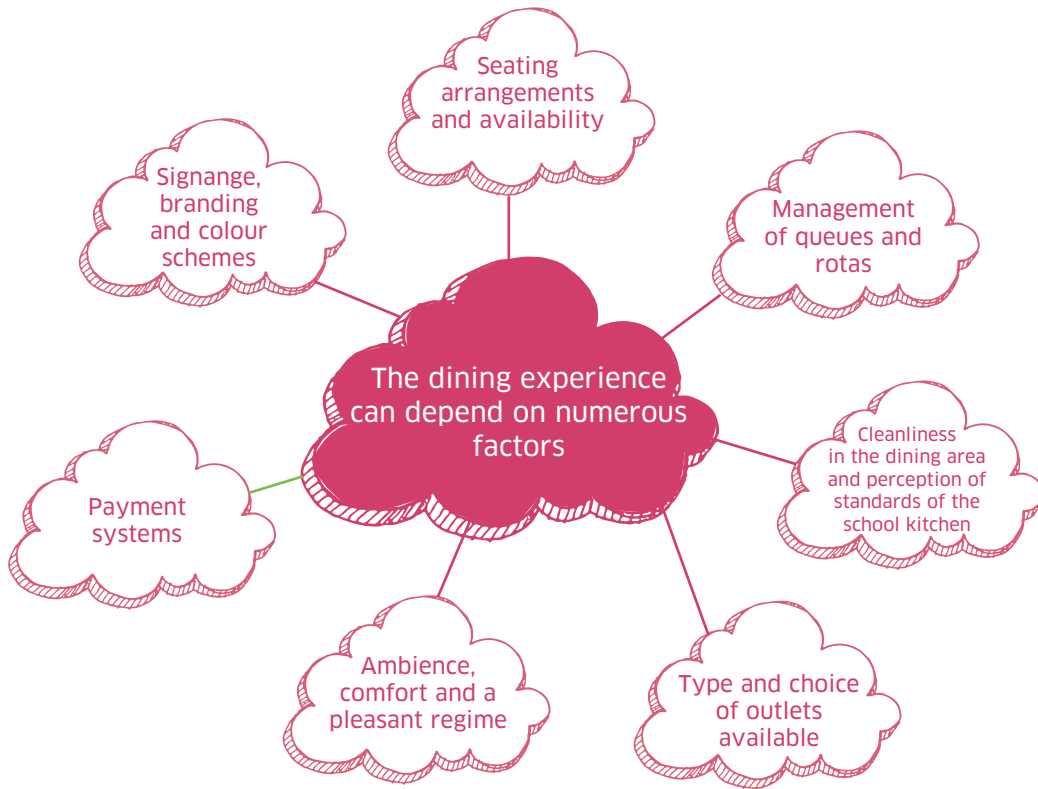 Seating
arrangements
and availability
Signange,
branding
and colour
schemes
Management
of queues and
rotas
The dining experience
can depend on numerous
factors
Cleanliness
in the dining area
and perception of
standards of the
school kitchen
Payment
systems
Ambience,
comfort and a
pleasant regime
Type and choice
of outlets
available